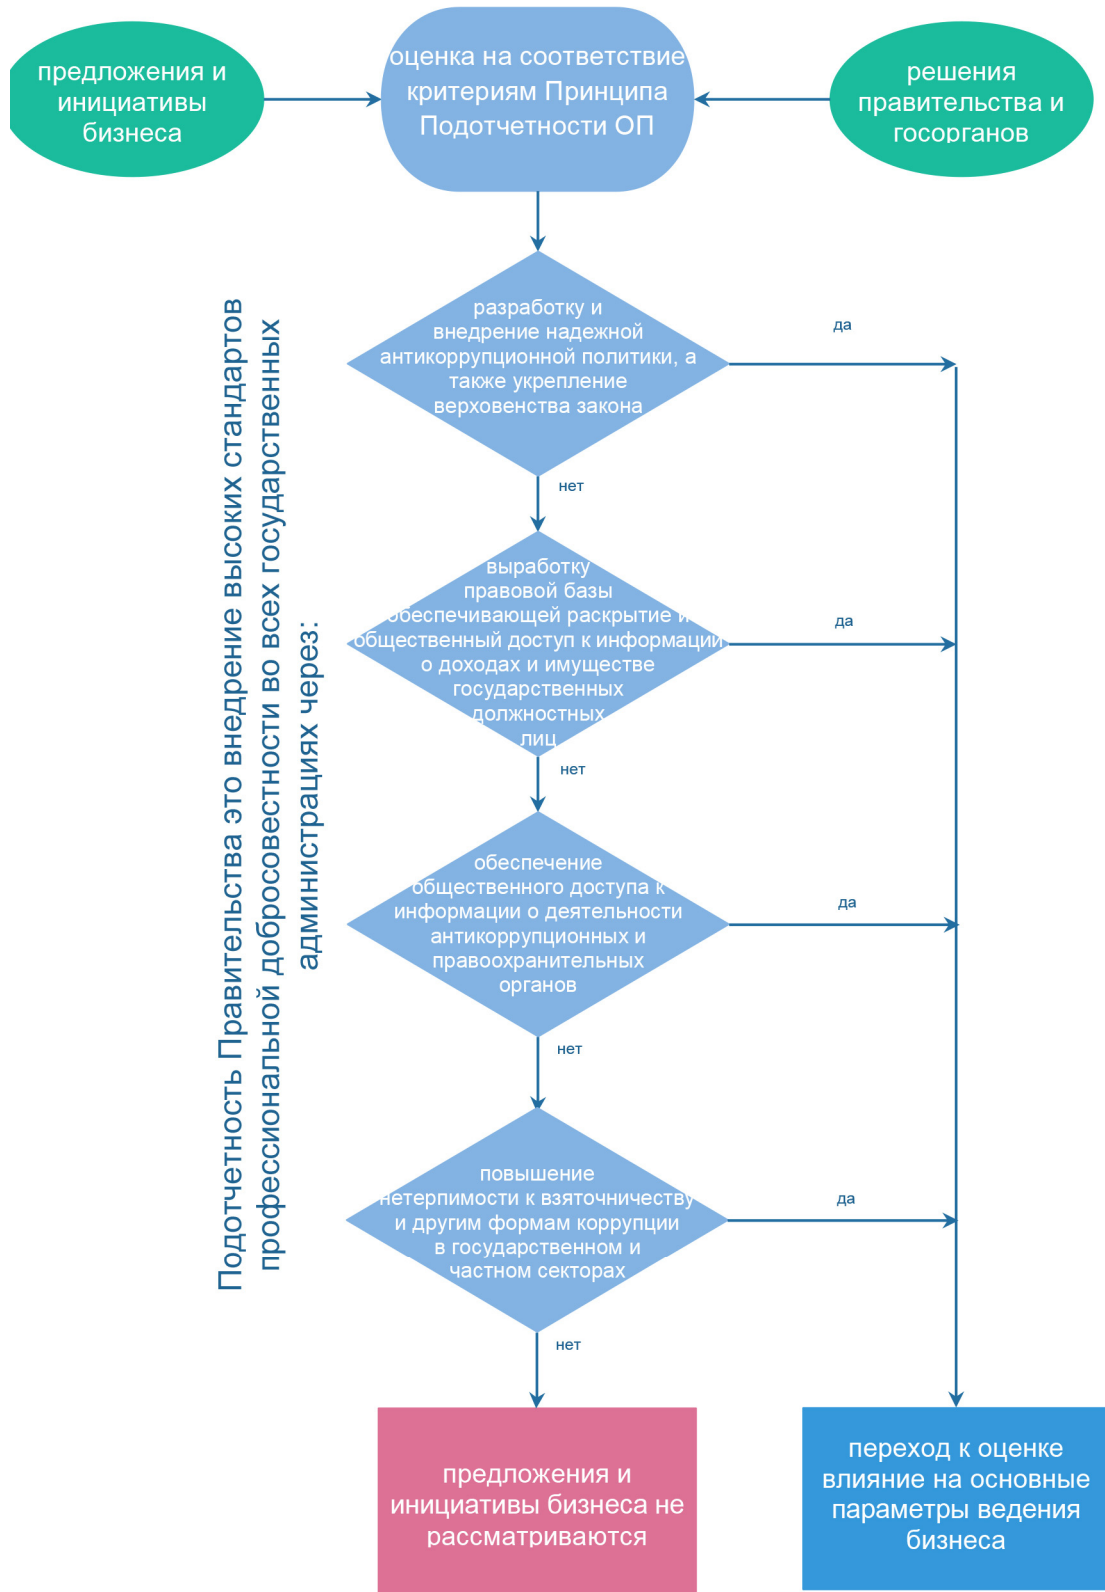 предложения и
инициативы
бизнеса
оценка на соответствие
критериям Принципа
Подотчетности ОП
решения
правительства и
госорганов
Подотчетность Правительства это внедрение высоких стандартов
профессиональной добросовестности во всех государственных
администрациях через:
разработку и
внедрение надежной
антикоррупционной политики, а
также укрепление
верховенства закона
да
нет
выработку
правовой базы
обеспечивающей раскрытие и
общественный доступ к информации
о доходах и имуществе
государственных
должностных
лиц
да
нет
обеспечение
общественного доступа к
информации о деятельности
антикоррупционных и
правоохранительных
органов
да
нет
повышение
нетерпимости к взяточничеству
и другим формам коррупции
в государственном и
частном секторах
да
нет
предложения и
инициативы бизнеса не
рассматриваются
переход к оценке
влияние на основные
параметры ведения
бизнеса